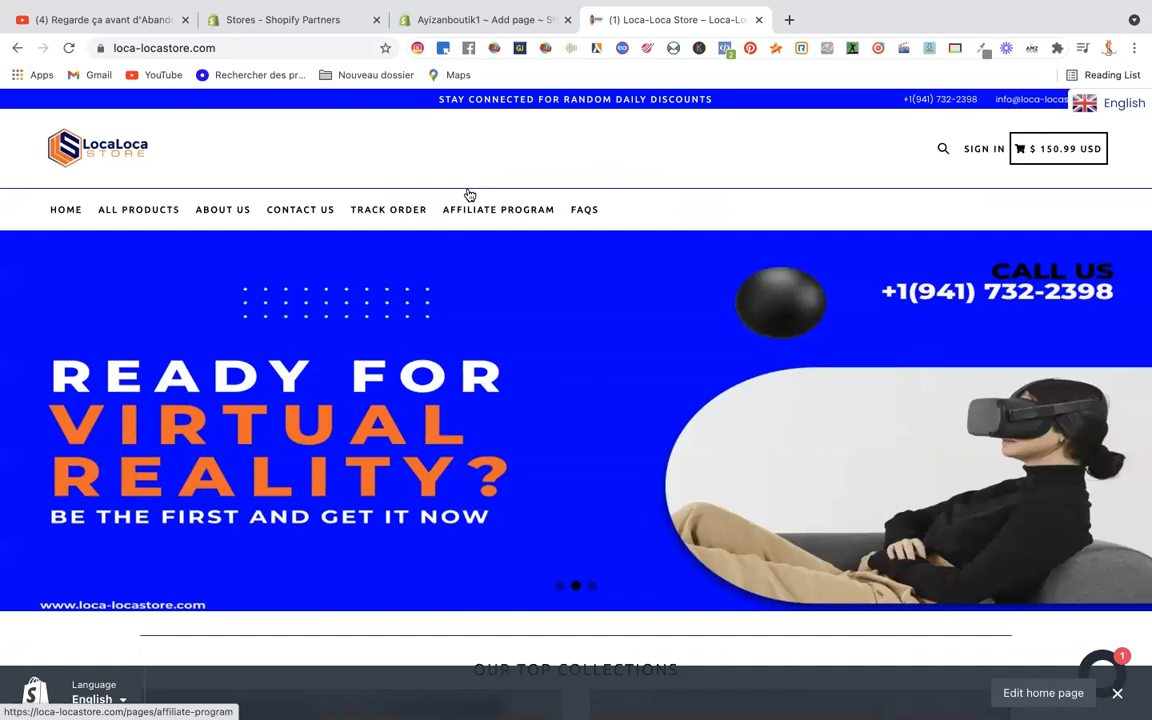 (4) Regarde ça avant d'Aband
Stores - Shopify Partners
Ayizanboutik1 ~ Add page ~ Sh
(1) Loca-Loca Store – Loca-Lo
loca-locastore.com
Apps
Gmail
YouTube
Rechercher des pr...
Nouveau dossier
Maps
Reading List
STAY CONNECTED FOR RANDOM DAILY DISCOUNTS
+1(941) 732-2398
info@loca-locas
English
LocaLoca
STORE
SIGN IN
$ 150.99 USD
HOME
ALL PRODUCTS
ABOUT US
CONTACT US
TRACK ORDER
AFFILIATE PROGRAM
FAQS
CALL US
+1(941) 732-2398
READY FOR
VIRTUAL
REALITY?
BE THE FIRST AND GET IT NOW
www.loca-locastore.com
OUR TOP COLLECTIONS
1
Language
English
Edit home page
https://loca-locastore.com/pages/affiliate-program